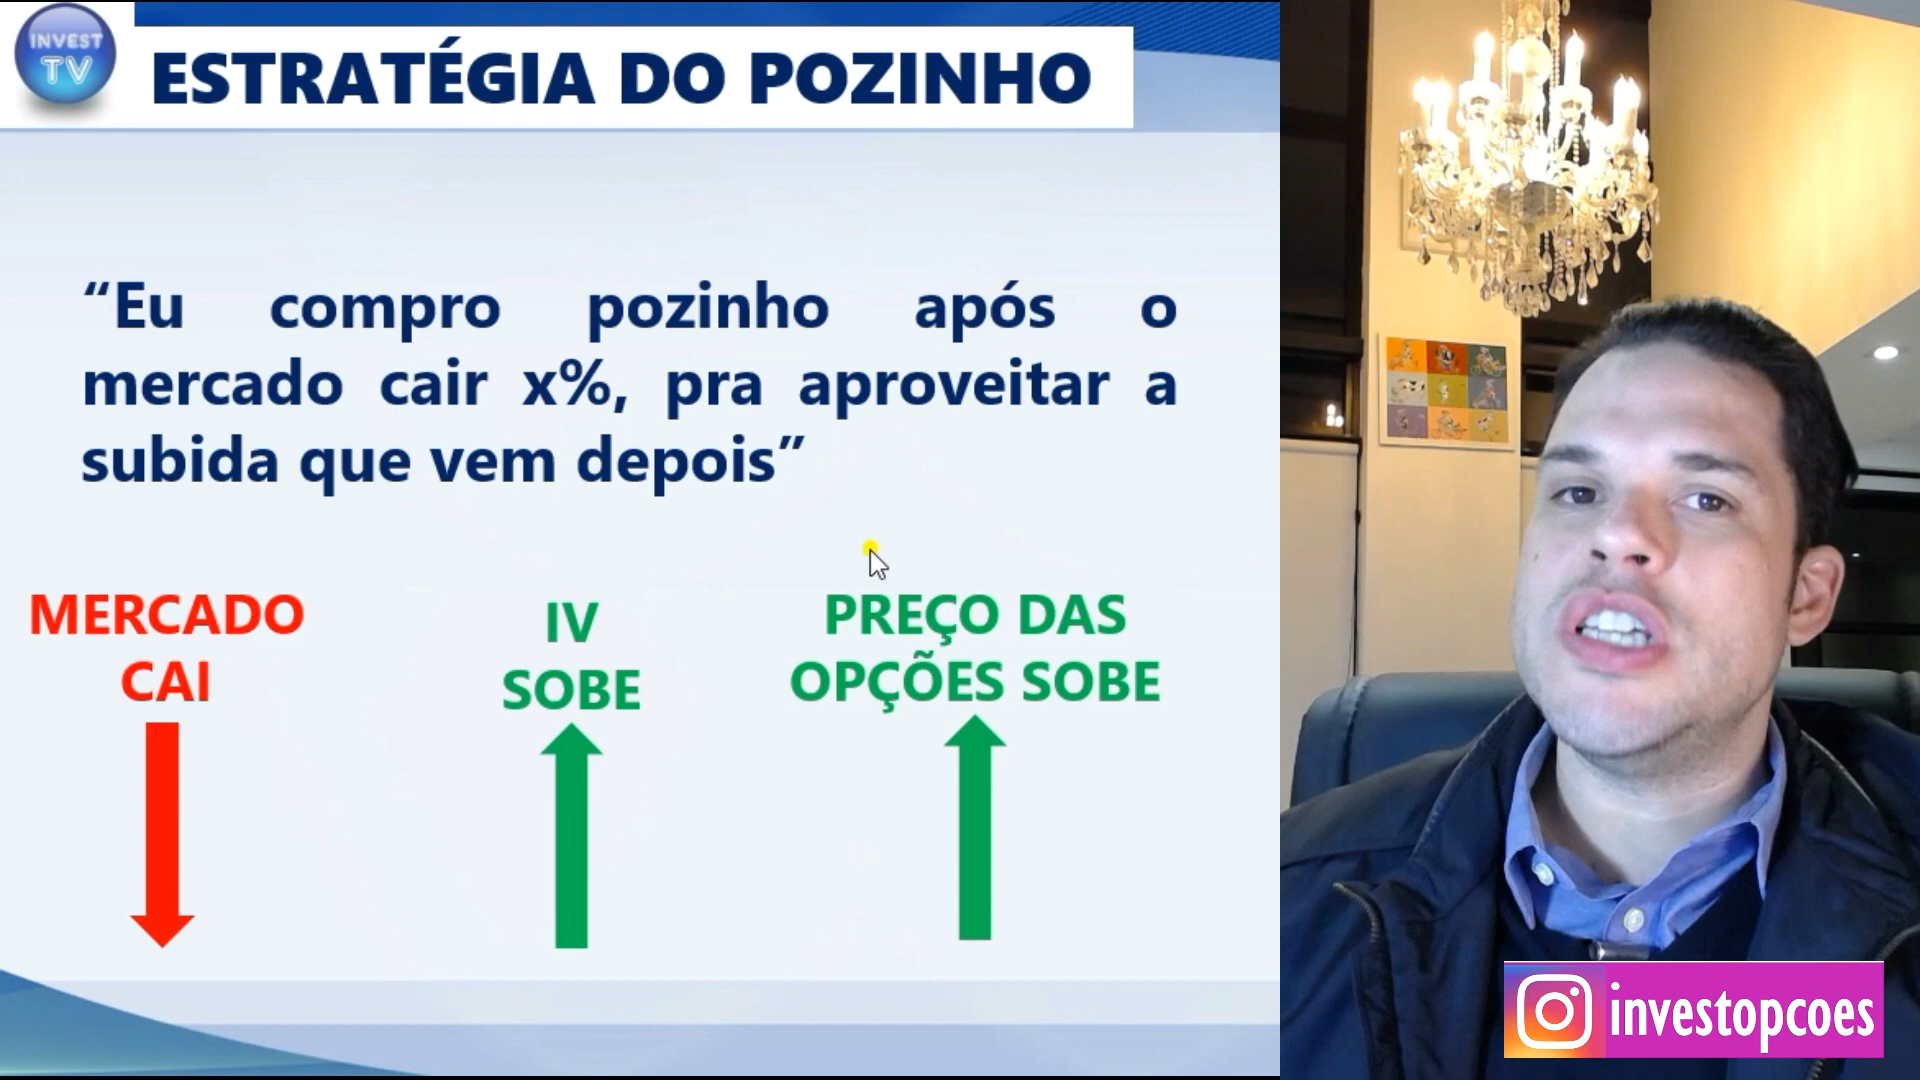 INVEST
TV
ESTRATÉGIA DO POZINHO
“Eu compro pozinho após o
mercado cair x%, pra aproveitar a
subida que vem depois”
MERCADO
CAI
IV
SOBE
PREÇO DAS
OPÇÕES SOBE
investopcoes